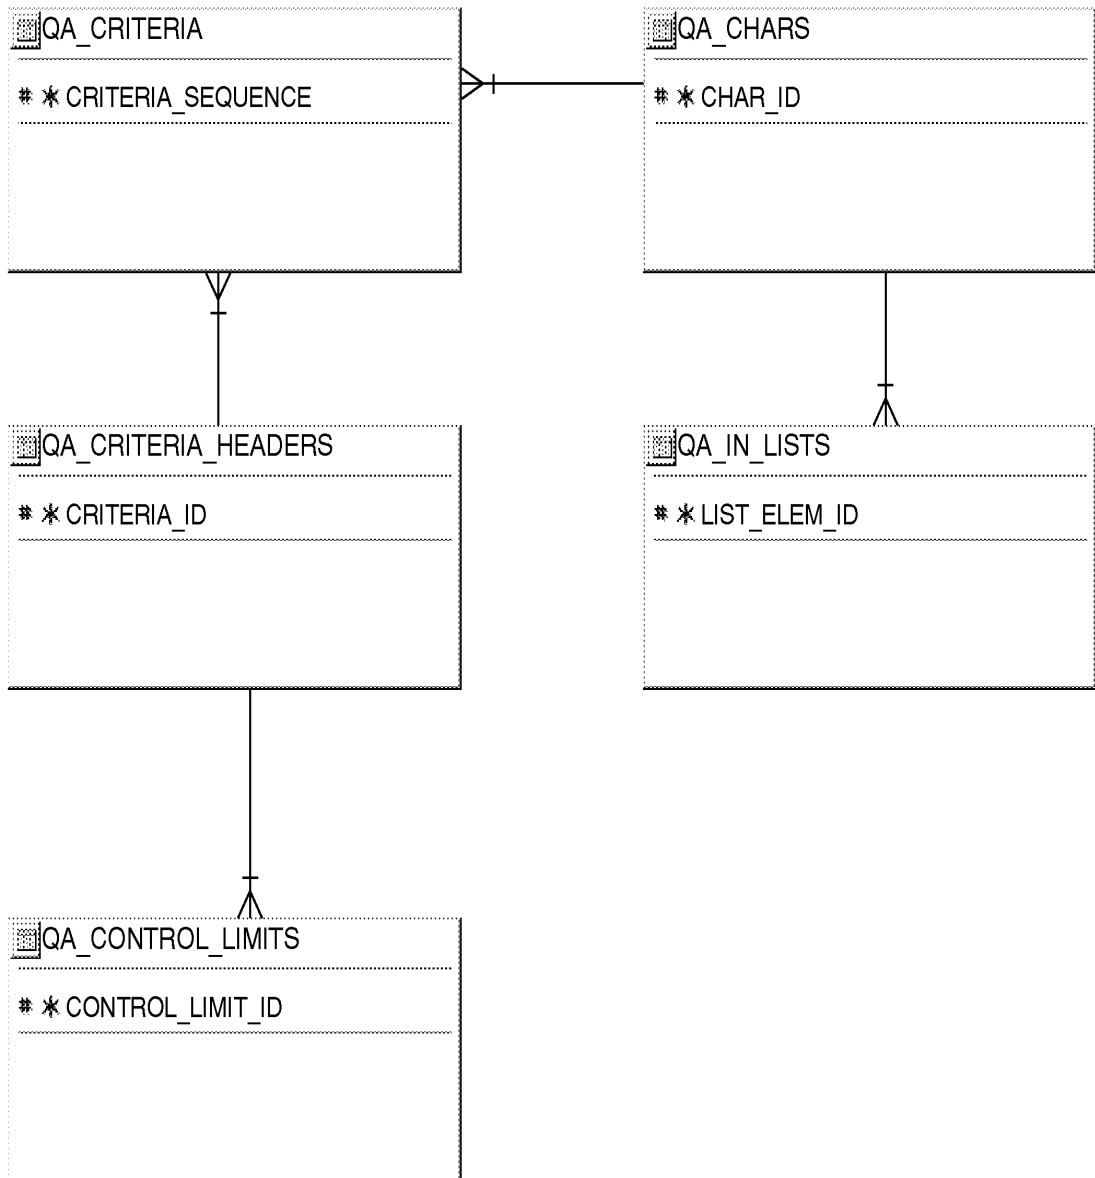 QA_CRITERIA
# * CRITERIA_SEQUENCE
QA_CHARS
# * CHAR_ID
QA_CRITERIA_HEADERS
# * CRITERIA_ID
QA_IN_LISTS
# * LIST_ELEM_ID
QA_CONTROL_LIMITS
# * CONTROL_LIMIT_ID